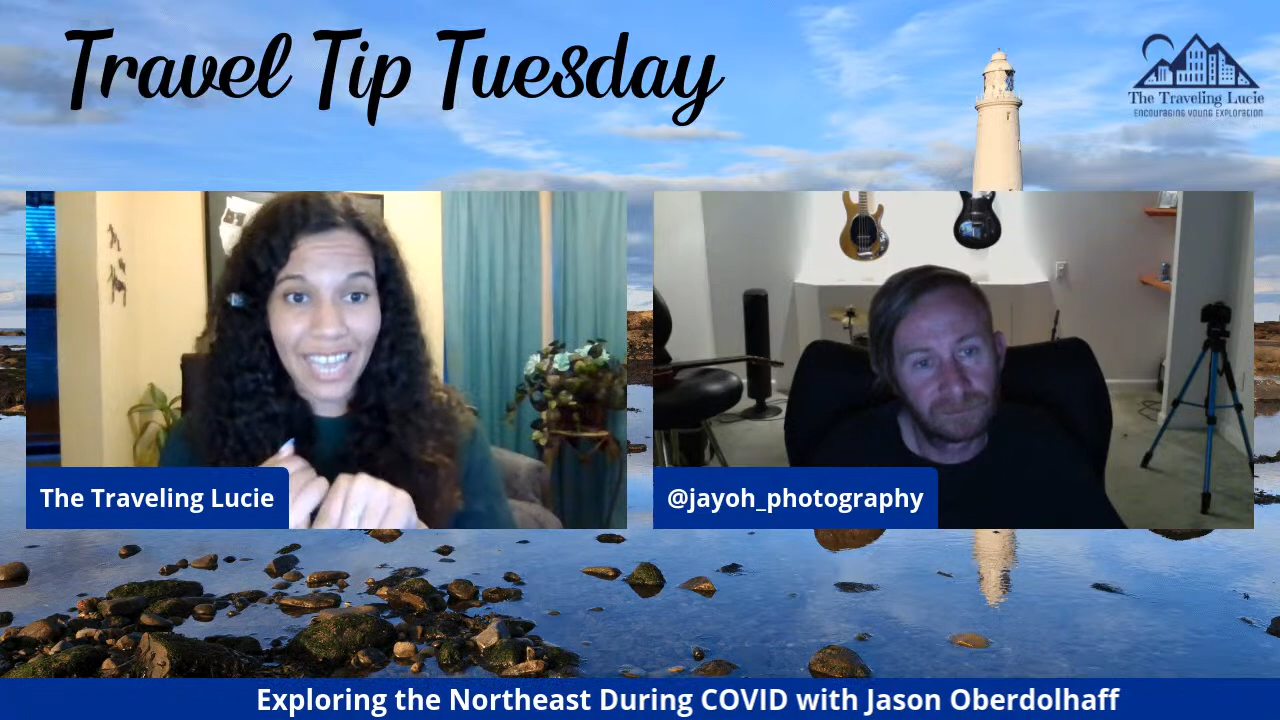 Travel Tip Tuesday
The Traveling Lucie
ENCOURAGING YOUNG EXPLORATION
The Traveling Lucie
@jayoh_photography
Exploring the Northeast During COVID with Jason Oberdolhaff